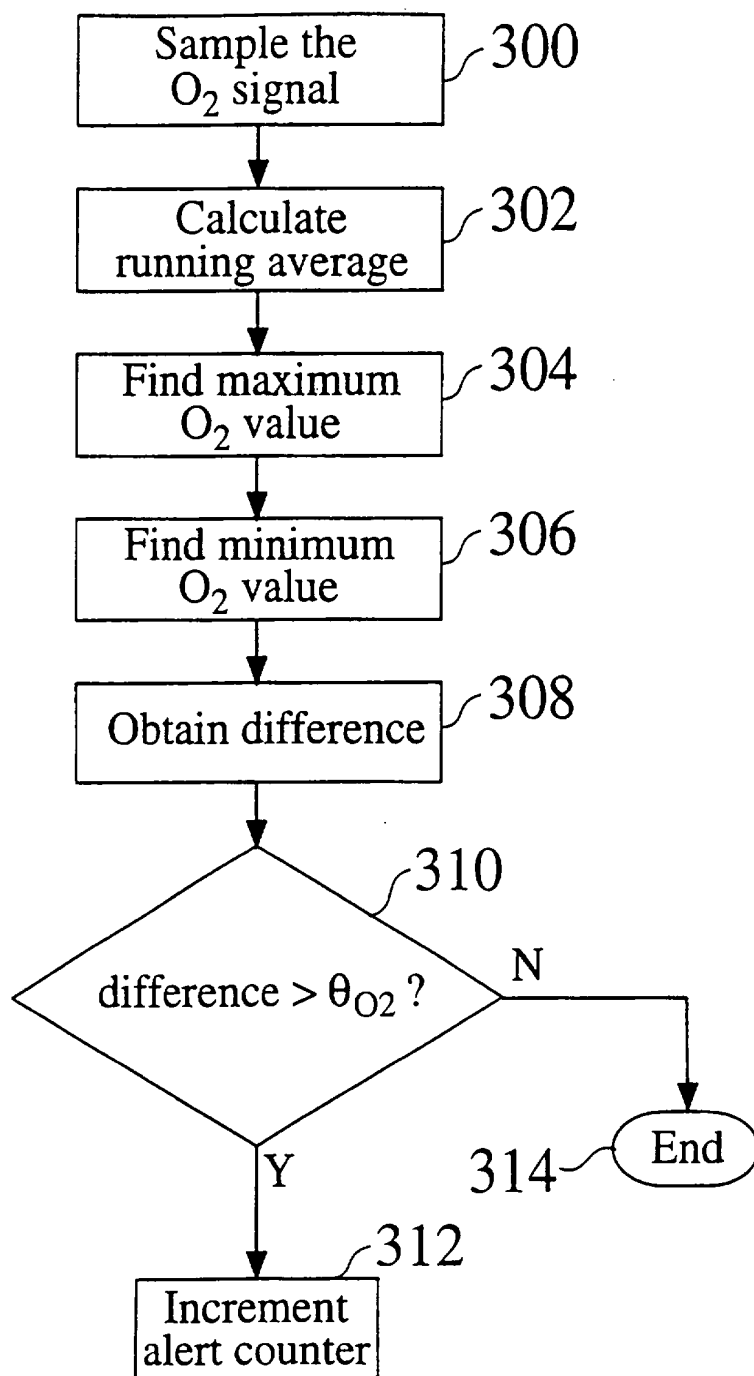 Sample the
O₂ signal
300
Calculate
running average
302
Find maximum
O₂ value
304
Find minimum
O₂ value
306
Obtain difference
308
310
difference > θ_O2 ?
N
End
314
Y
312
Increment
alert counter